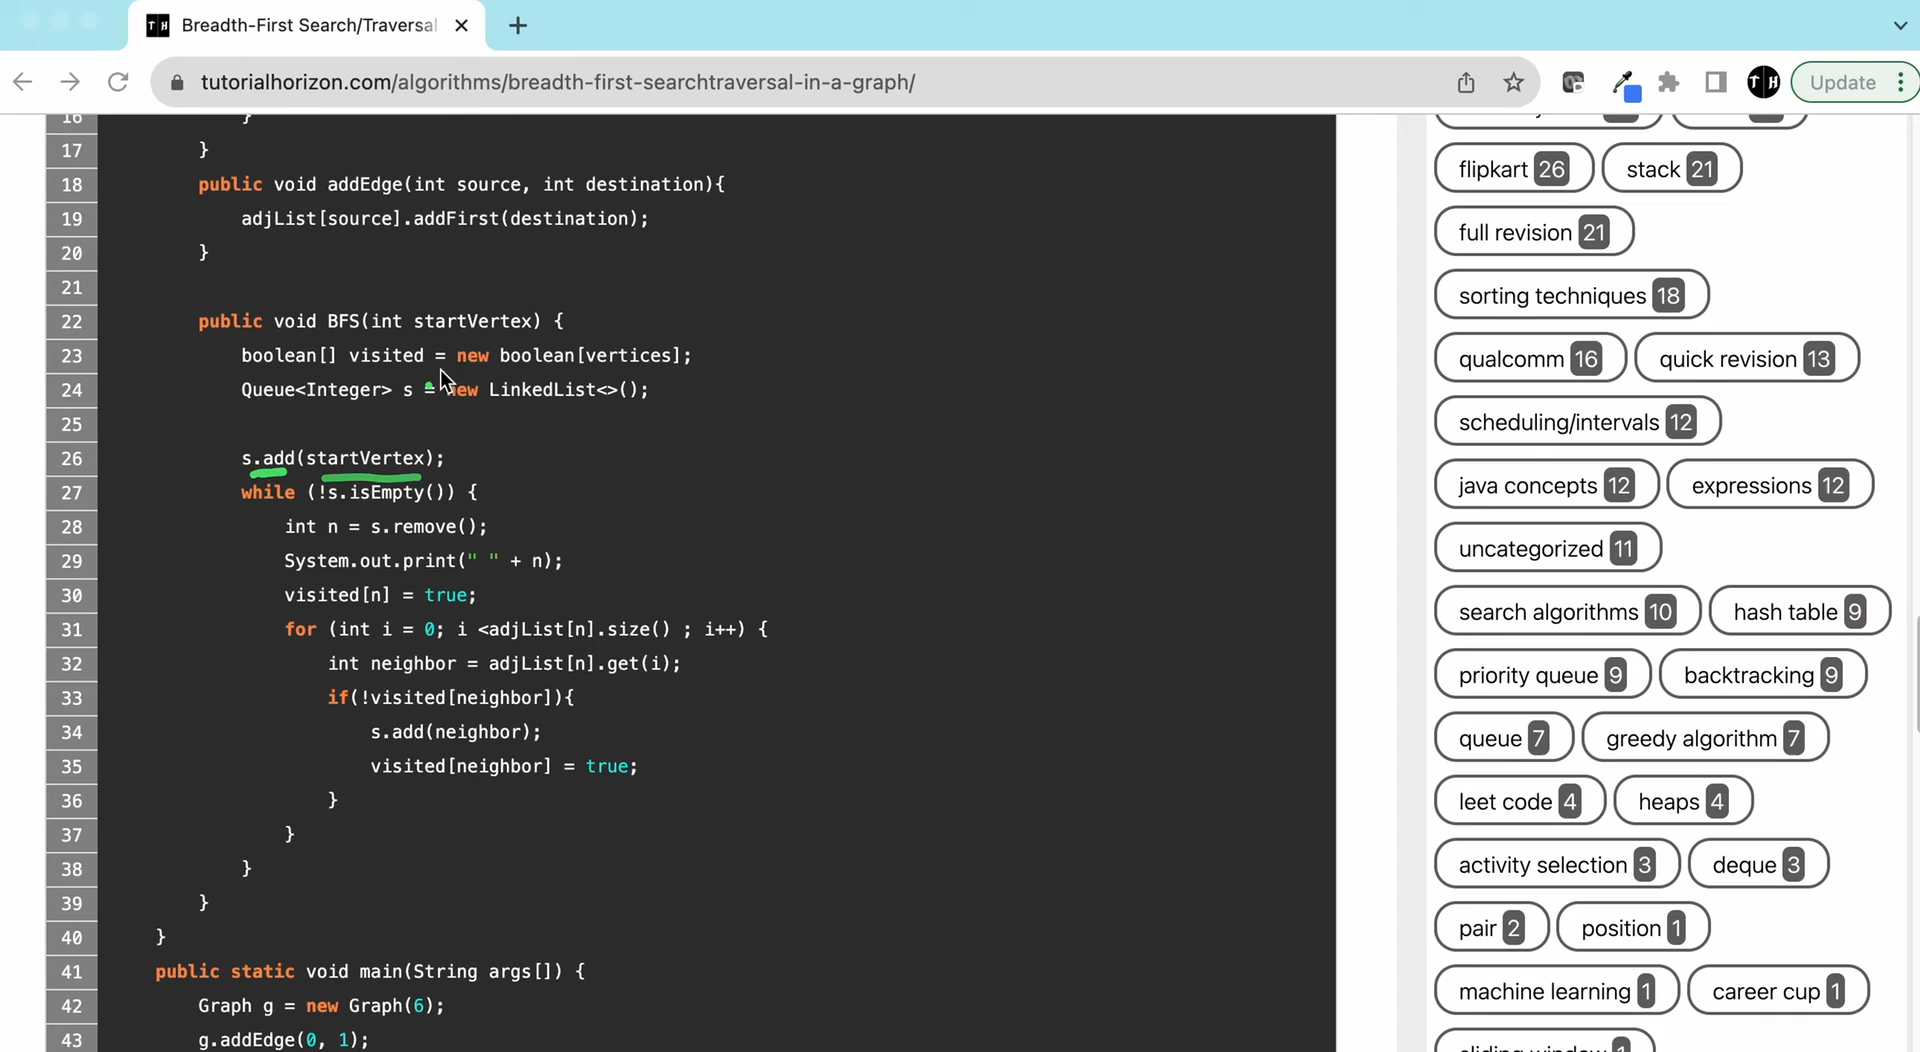 TH Breadth-First Search/Traversal
tutorialhorizon.com/algorithms/breadth-first-searchtraversal-in-a-graph/
TH
Update
16 }
17 }
18 public void addEdge(int source, int destination){
19 adjList[source].addFirst(destination);
20 }
21
22 public void BFS(int startVertex) {
23 boolean[] visited = new boolean[vertices];
24 Queue<Integer> s = new LinkedList<>();
25
26 s.add(startVertex);
27 while (!s.isEmpty()) {
28 int n = s.remove();
29 System.out.print(" " + n);
30 visited[n] = true;
31 for (int i = 0; i <adjList[n].size() ; i++) {
32 int neighbor = adjList[n].get(i);
33 if(!visited[neighbor]){
34 s.add(neighbor);
35 visited[neighbor] = true;
36 }
37 }
38 }
39 }
40 }
41 public static void main(String args[]) {
42 Graph g = new Graph(6);
43 g.addEdge(0, 1);
flipkart 26 stack 21
full revision 21
sorting techniques 18
qualcomm 16 quick revision 13
scheduling/intervals 12
java concepts 12 expressions 12
uncategorized 11
search algorithms 10 hash table 9
priority queue 9 backtracking 9
queue 7 greedy algorithm 7
leet code 4 heaps 4
activity selection 3 deque 3
pair 2 position 1
machine learning 1 career cup 1
sliding window 1